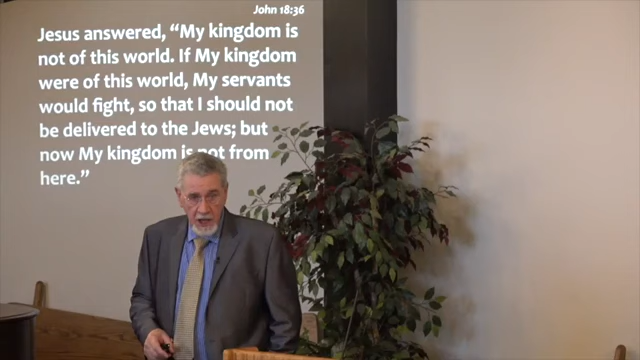 John 18:36
Jesus answered, “My kingdom is
not of this world. If My kingdom
were of this world, My servants
would fight, so that I should not
be delivered to the Jews; but
now My kingdom is not from
here.”